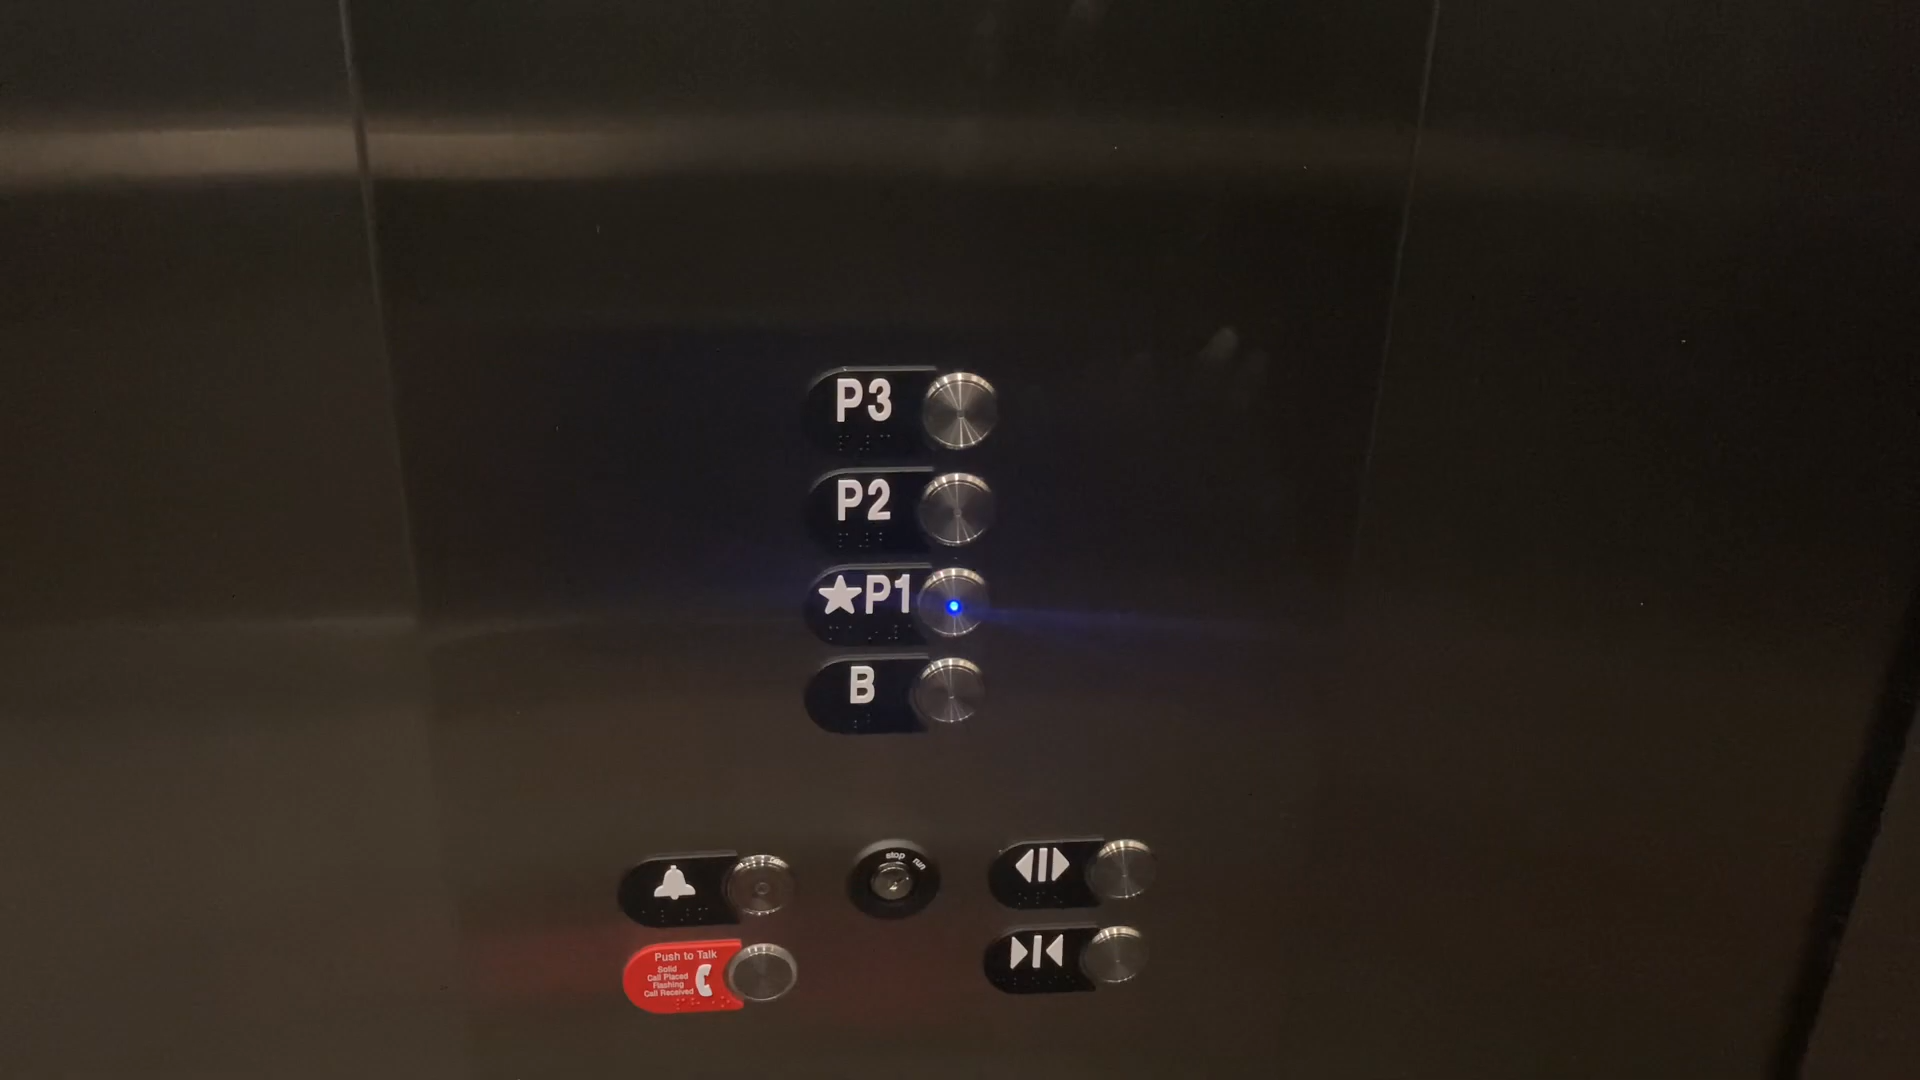 P3
P2
★P1
B
stop
run
Push to Talk
Solid
Call Placed
Flashing
Call Received